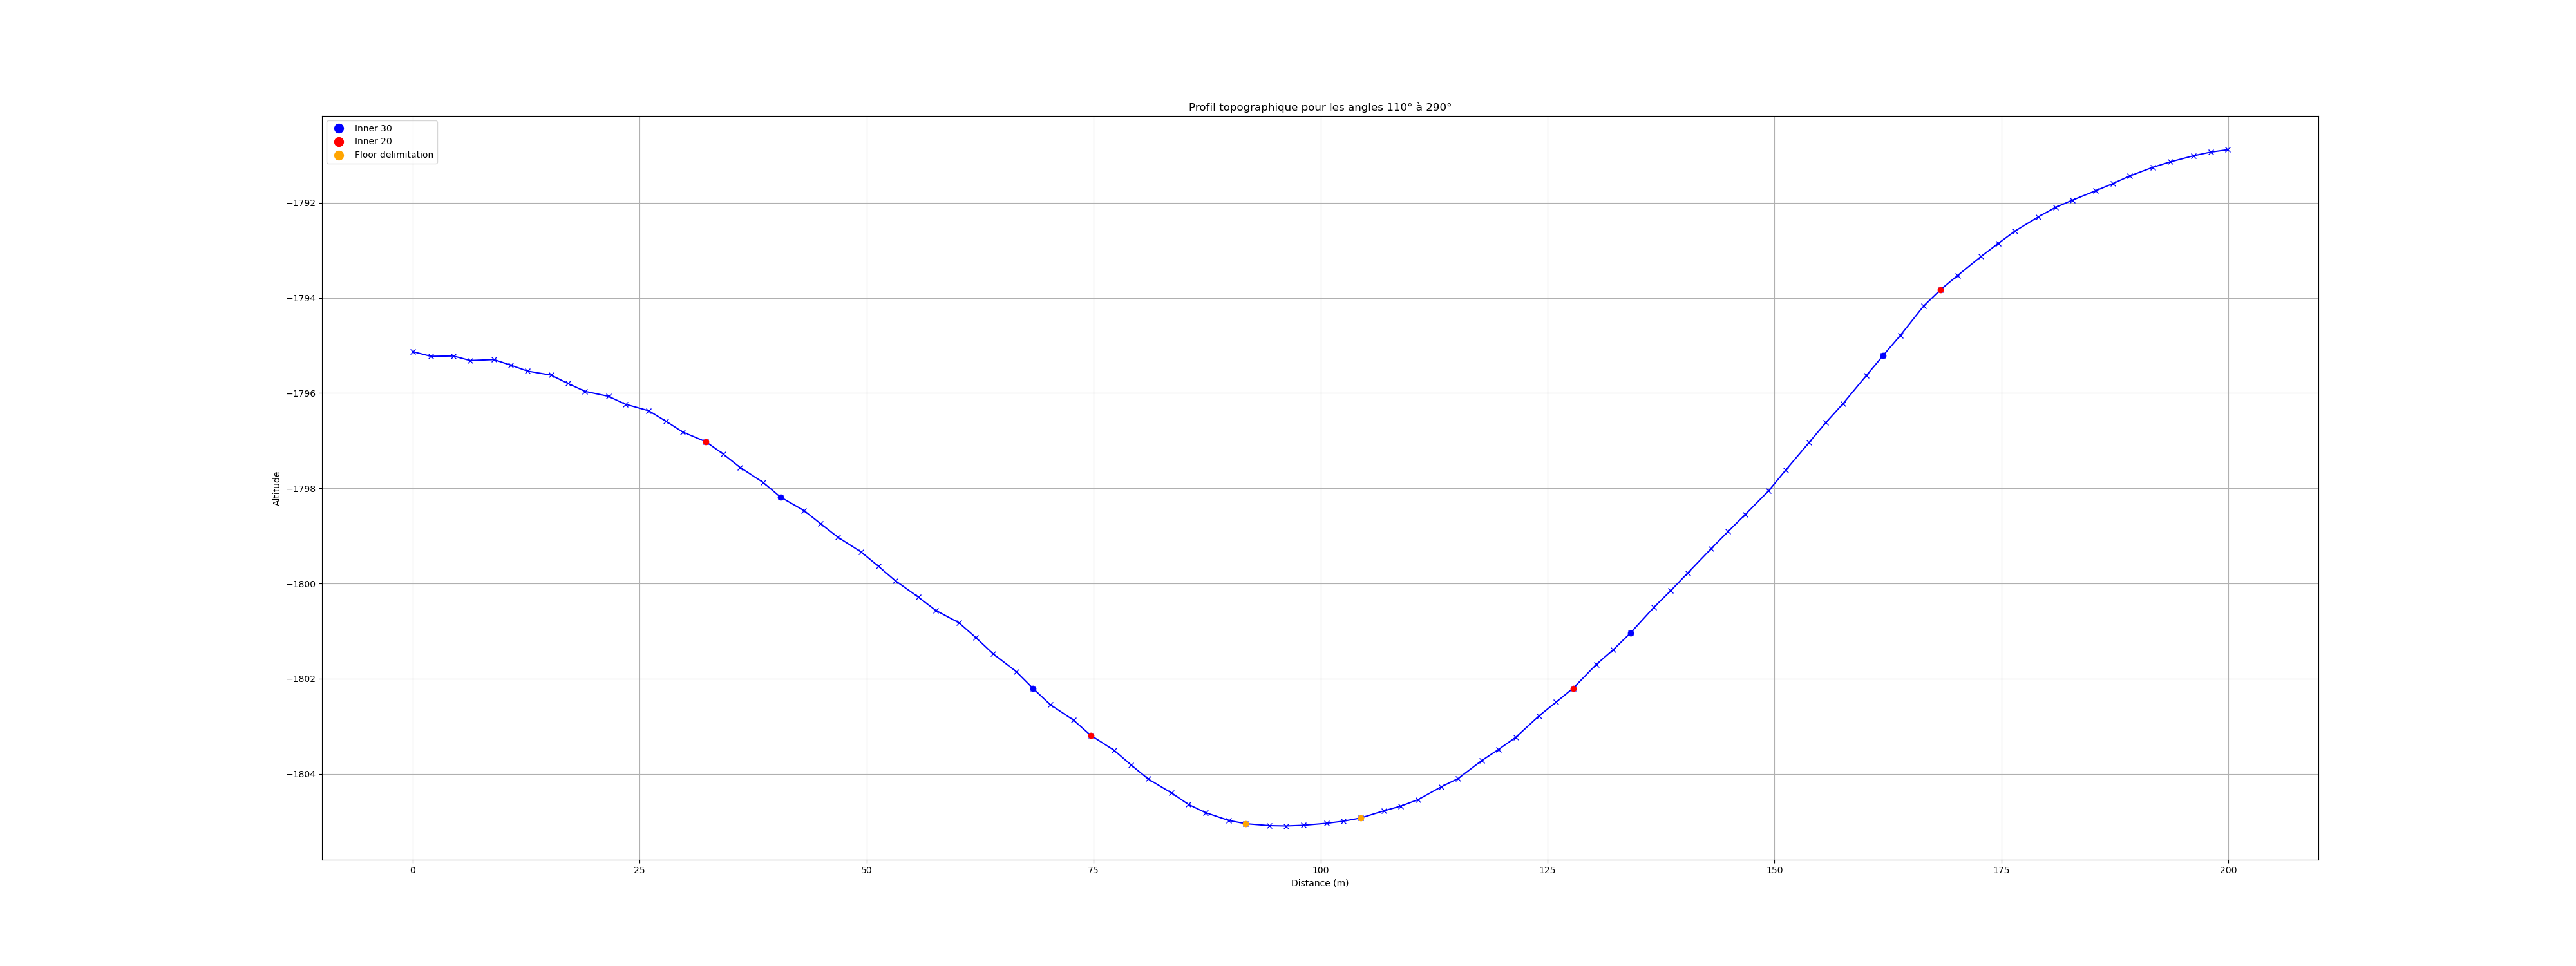 Profil topographique pour les angles 110° à 290°
Inner 30
Inner 20
Floor delimitation
Altitude
−1792
−1794
−1796
−1798
−1800
−1802
−1804
0 25 50 75 100 125 150 175 200
Distance (m)